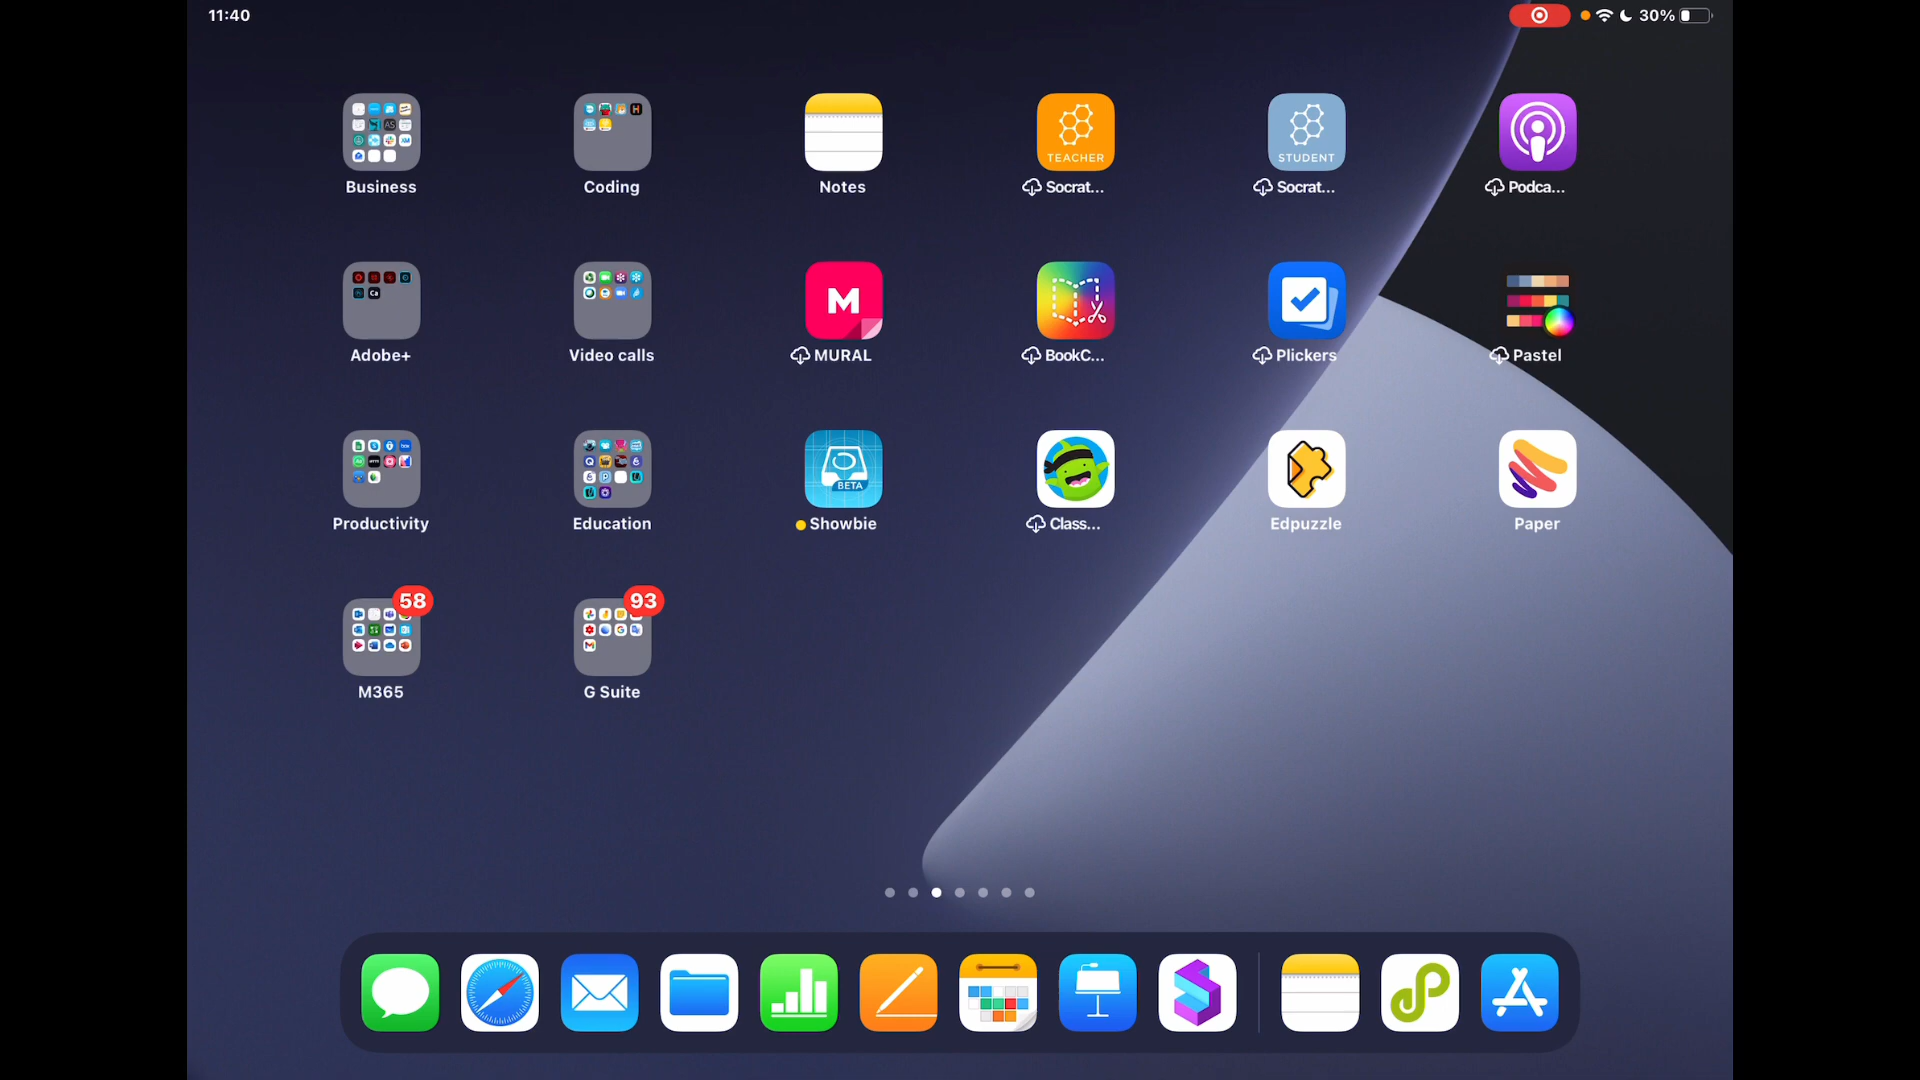 11:40
30%
TEACHER
STUDENT
Business
Coding
Notes
Socrat...
Socrat...
Podca...
M
Adobe+
Video calls
MURAL
BookC...
Plickers
Pastel
BETA
Productivity
Education
Showbie
Class...
Edpuzzle
Paper
58
93
M365
G Suite